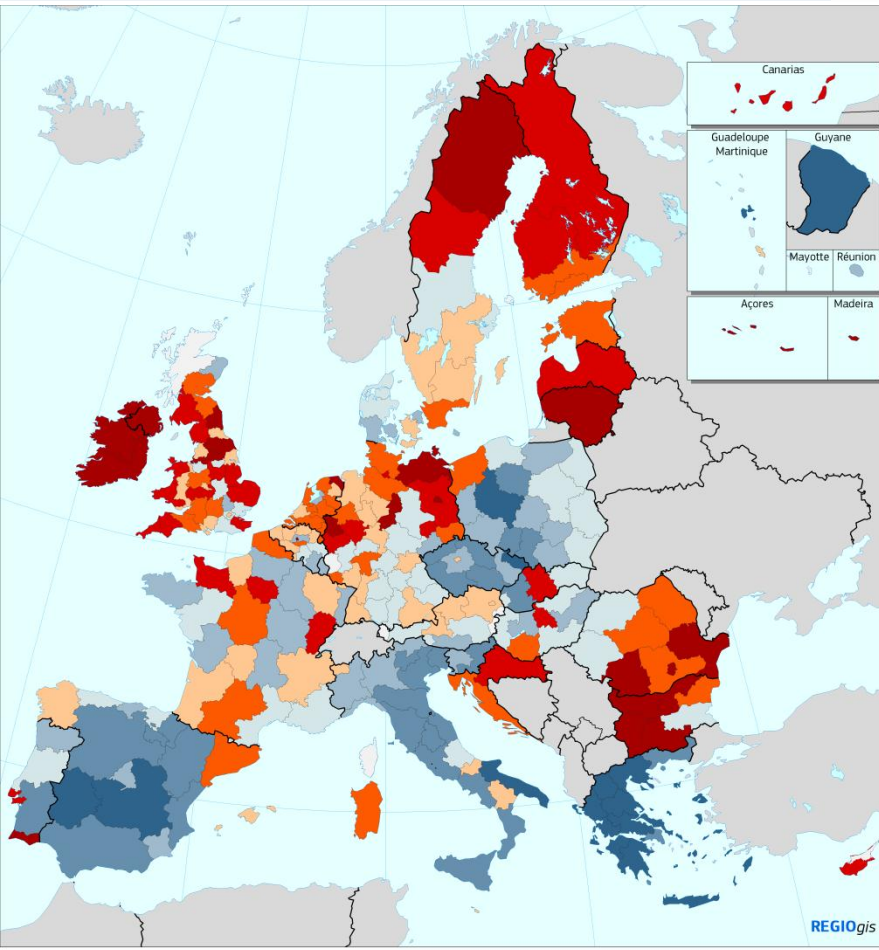 Canarias
Guadeloupe
Martinique
Guyane
Mayotte
Réunion
Açores
Madeira
REGIOgis